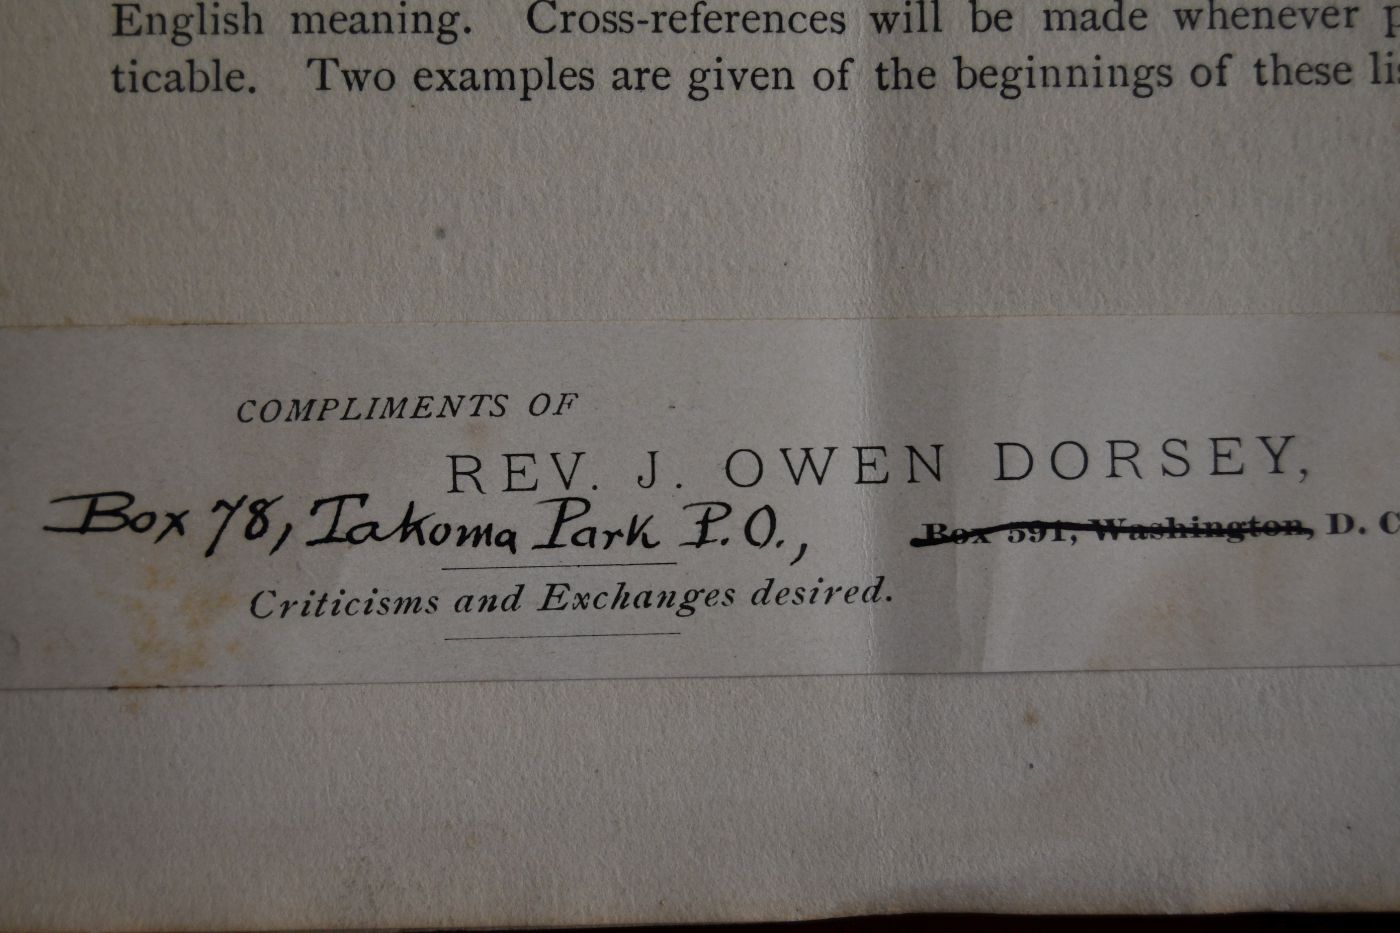 English meaning. Cross-references will be made whenever p
ticable. Two examples are given of the beginnings of these lis
COMPLIMENTS OF
REV. J. OWEN DORSEY,
Box 78, Takoma Park P.O., Box 591, Washington, D. C
Criticisms and Exchanges desired.